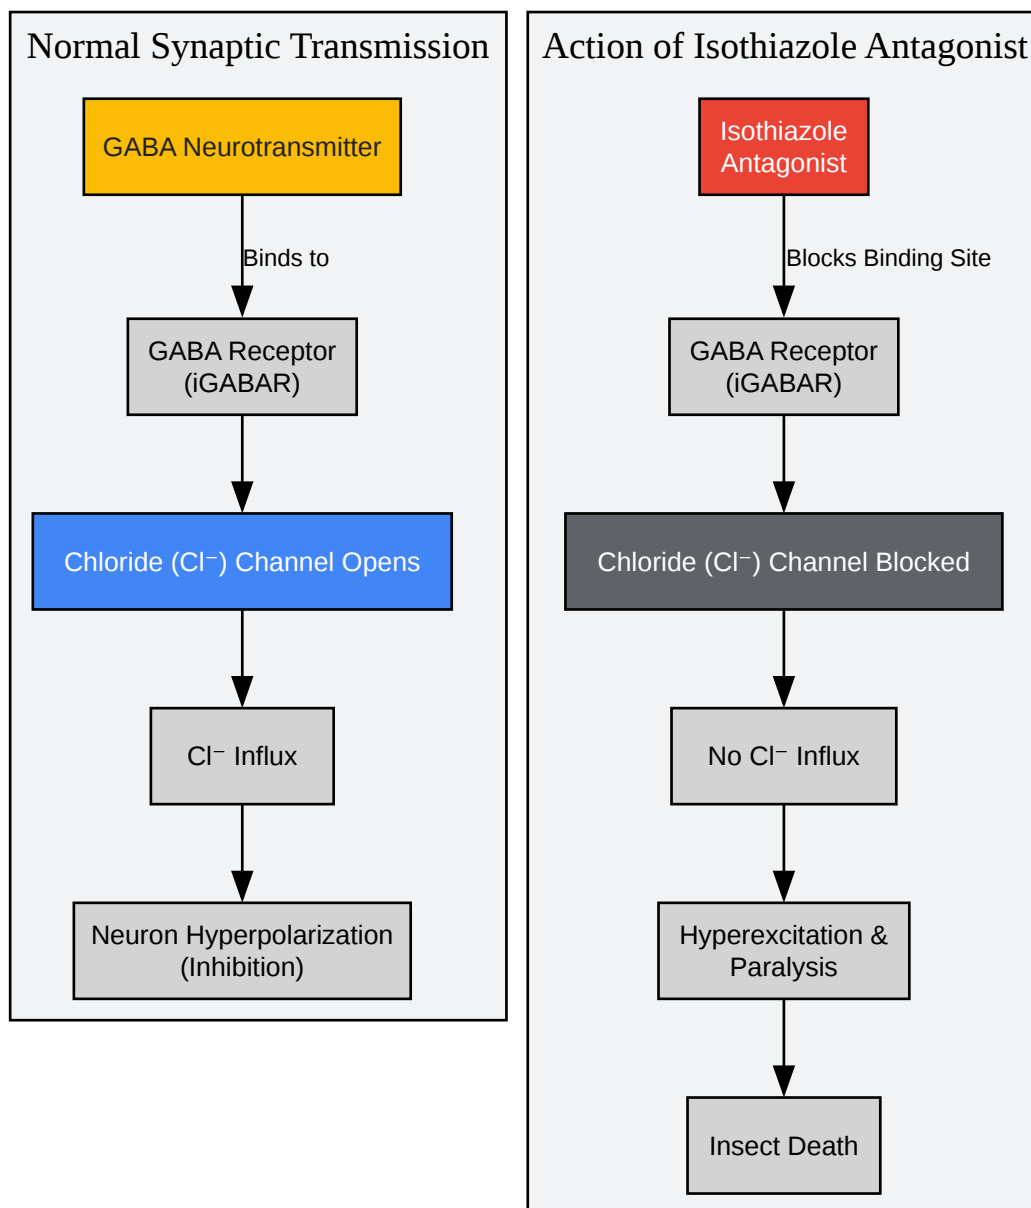 Normal Synaptic Transmission
GABA Neurotransmitter
Binds to
GABA Receptor
(iGABAR)
Chloride (Cl⁻) Channel Opens
Cl⁻ Influx
Neuron Hyperpolarization
(Inhibition)
Action of Isothiazole Antagonist
Isothiazole
Antagonist
Blocks Binding Site
GABA Receptor
(iGABAR)
Chloride (Cl⁻) Channel Blocked
No Cl⁻ Influx
Hyperexcitation &
Paralysis
Insect Death